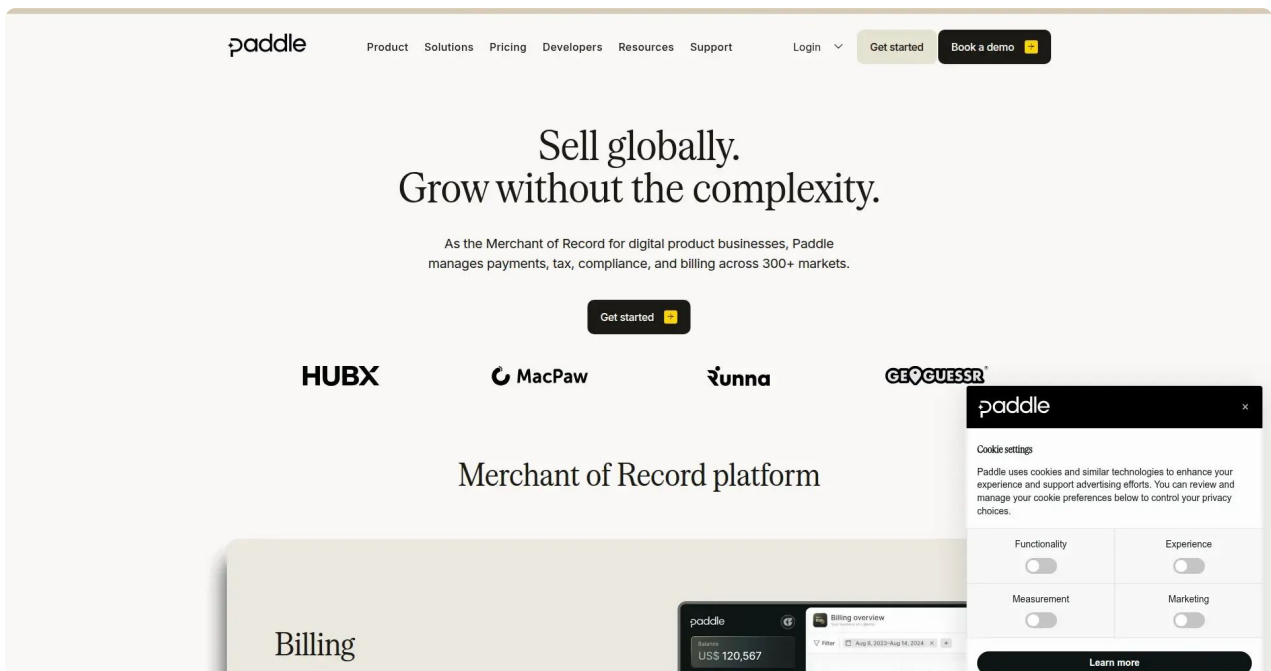 paddle
Product Solutions Pricing Developers Resources Support
Login
Get started
Book a demo
Sell globally.
Grow without the complexity.
As the Merchant of Record for digital product businesses, Paddle
manages payments, tax, compliance, and billing across 300+ markets.
Get started
HUBX
MacPaw
Runna
GEOGUESSR
Merchant of Record platform
Billing
paddle
Balance
US$ 120,567
Billing overview
Filter
Aug 8, 2023–Aug 14, 2024
paddle
Cookie settings
Paddle uses cookies and similar technologies to enhance your
experience and support advertising efforts. You can review and
manage your cookie preferences below to control your privacy
choices.
Functionality
Experience
Measurement
Marketing
Learn more